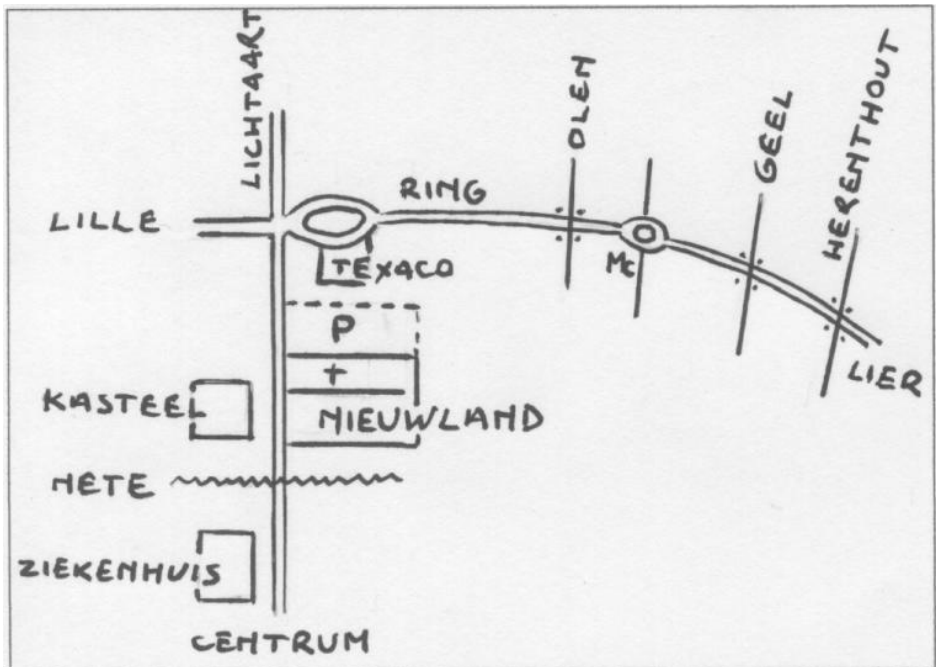 LICHTAART
OLEN
GEEL
HERENTHOUT
RING
LILLE
TEXACO
Mc
P
LIER
KASTEEL
NIEUWLAND
NETE
ZIEKENHUIS
CENTRUM